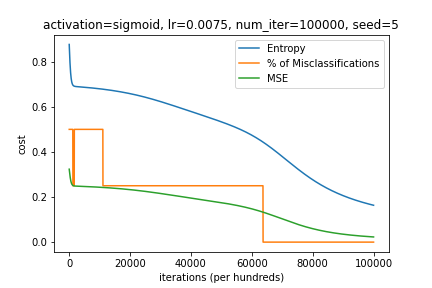 activation=sigmoid, lr=0.0075, num_iter=100000, seed=5
Entropy
% of Misclassifications
MSE
0.8
0.6
0.4
0.2
0.0
cost
0 20000 40000 60000 80000 100000
iterations (per hundreds)